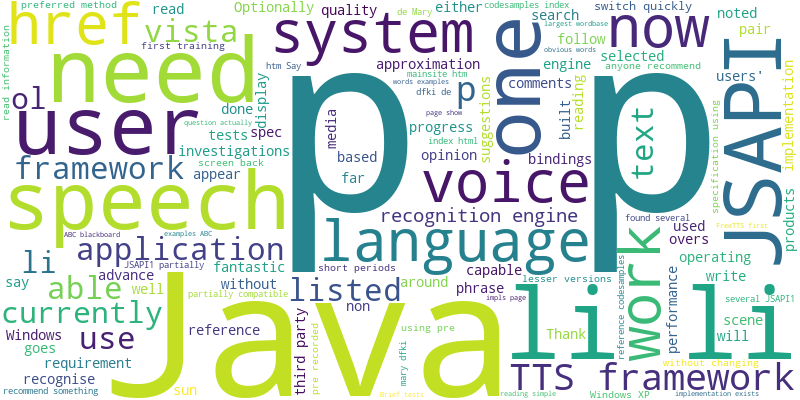 preferred method
read
Optionally
quality
de Mary
either
codesamples index
switch quickly
href
vista
system
search
largest wordbase
now
noted
pair
first training
follow
obvious words
need
htm Say
approximation
engine
one
selected
anyone recommend
users'
JSAPI
implementation
read information
ol
user
display
p p
words examples
mainsite htm
dfki de
p
comments
suggestions
built
reading
text
done
media
page show
question actually
tests
spec
progress
investigations
index html
framework
screen back
based
opinion
bindings
appear
far
voice
specification using
speech
recognition engine
found several
products
language
used
overs
FreeTTS first
ABC blackboard
examples ABC
application
work
operating
li
JSAPI1 partially
fantastic
short periods
capable
lesser versions
write
advance
without
say
able
well
partially compatible
listed
around
phrase
impls page
reference codesamples
performance
several JSAPI1
currently
Java
non
li li
scene
will
reference
using pre
Thank
Windows
use
third party
pre recorded
goes
mary dfki
requirement
without changing
recognise
TTS framework
recommend something
sun
Brief tests
reading simple
Windows XP
implementation exists